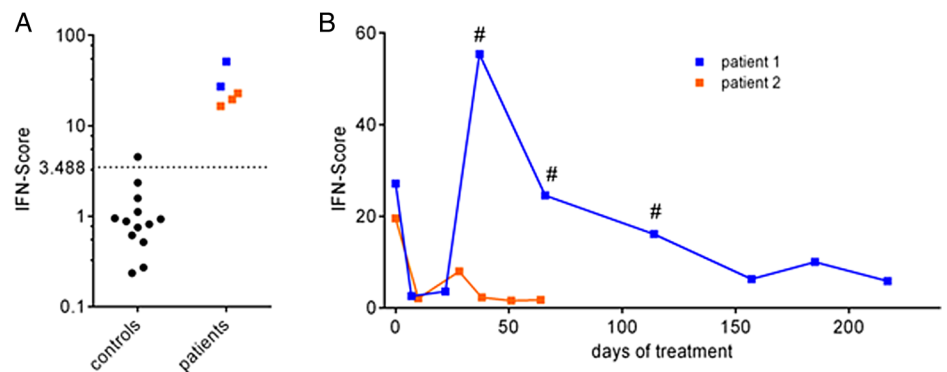 A
IFN-Score
100
10
3.488
1
0.1
controls
patients
B
IFN-Score
60
40
20
0
#
#
#
patient 1
patient 2
0
50
100
150
200
days of treatment